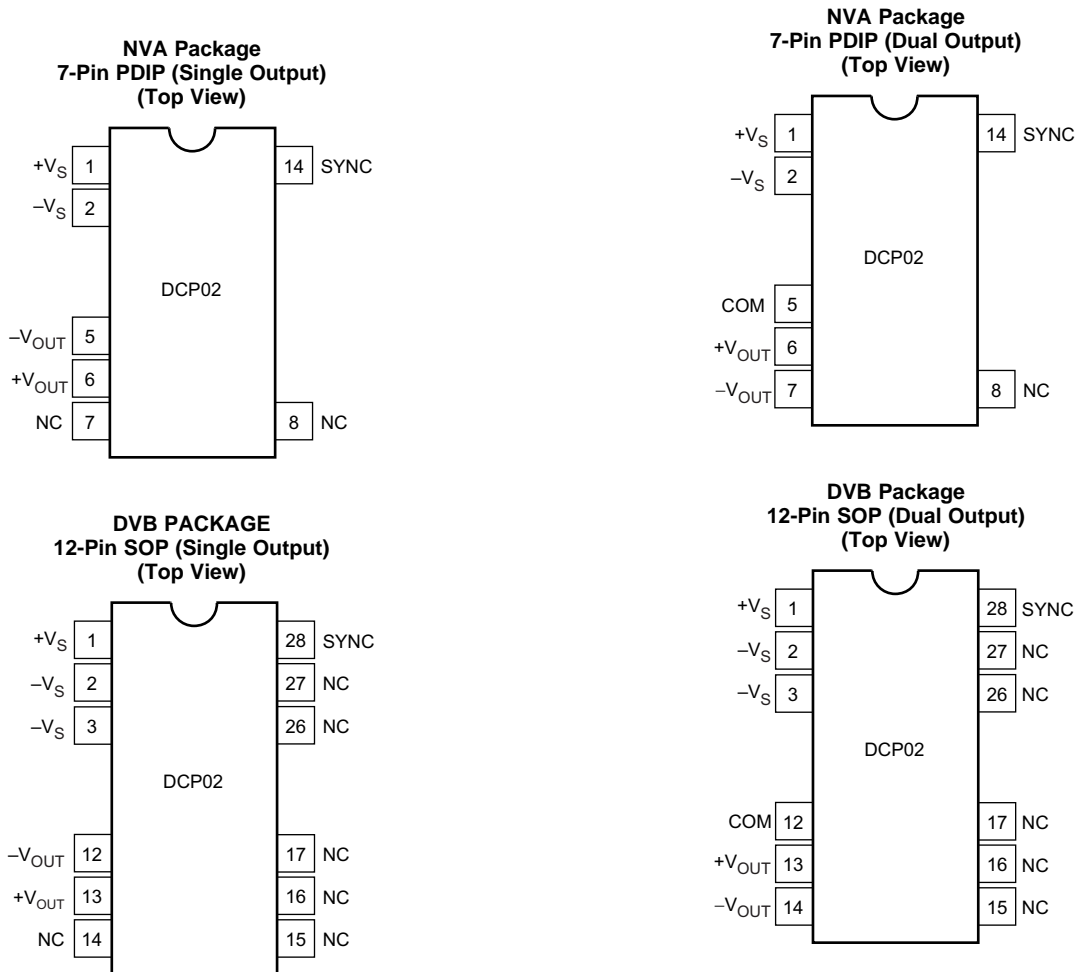 NVA Package
7-Pin PDIP (Single Output)
(Top View)
+VS 1 14 SYNC
–VS 2
DCP02
–VOUT 5
+VOUT 6
NC 7 8 NC
NVA Package
7-Pin PDIP (Dual Output)
(Top View)
+VS 1 14 SYNC
–VS 2
DCP02
COM 5
+VOUT 6
–VOUT 7 8 NC
DVB PACKAGE
12-Pin SOP (Single Output)
(Top View)
+VS 1 28 SYNC
–VS 2 27 NC
–VS 3 26 NC
DCP02
–VOUT 12 17 NC
+VOUT 13 16 NC
NC 14 15 NC
DVB Package
12-Pin SOP (Dual Output)
(Top View)
+VS 1 28 SYNC
–VS 2 27 NC
–VS 3 26 NC
DCP02
COM 12 17 NC
+VOUT 13 16 NC
–VOUT 14 15 NC